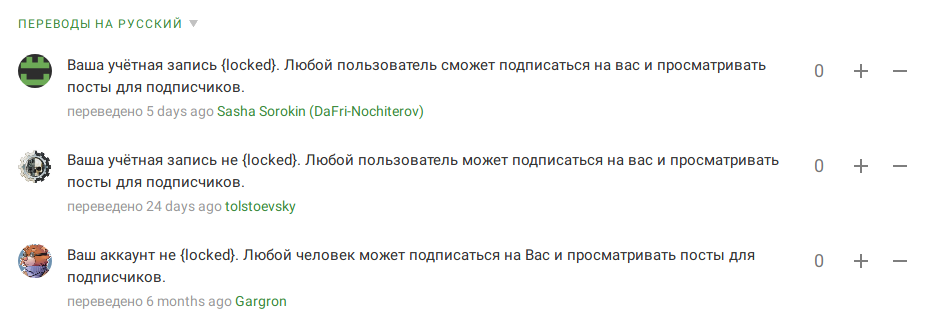 ПЕРЕВОДЫ НА РУССКИЙ
Ваша учётная запись {locked}. Любой пользователь сможет подписаться на вас и просматривать
посты для подписчиков.
0 + —
переведено 5 days ago Sasha Sorokin (DaFri-Nochiterov)
Ваша учётная запись не {locked}. Любой пользователь может подписаться на вас и просматривать
посты для подписчиков.
0 + —
переведено 24 days ago tolstoevsky
Ваш аккаунт не {locked}. Любой человек может подписаться на Вас и просматривать посты для
подписчиков.
0 + —
переведено 6 months ago Gargron